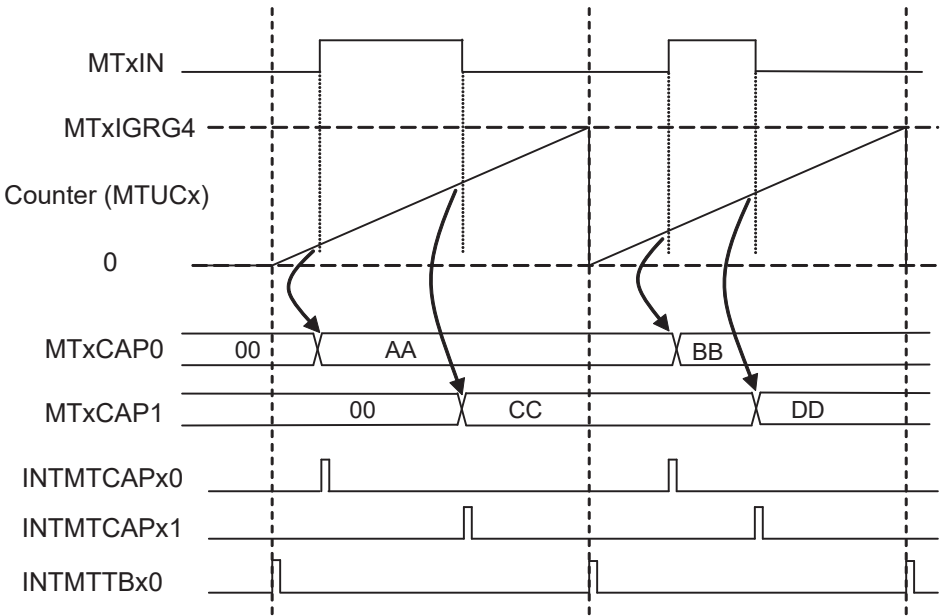 MTxIN
MTxIGRG4
Counter (MTUCx)
0
MTxCAP0 00 AA BB
MTxCAP1 00 CC DD
INTMTCAPx0
INTMTCAPx1
INTMTTBx0